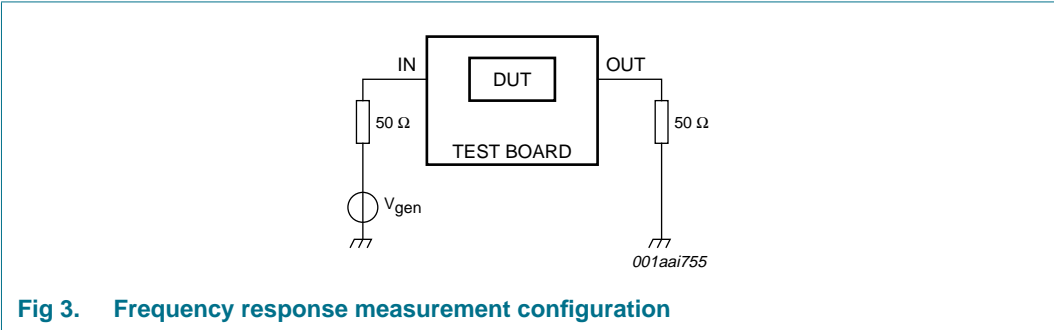 IN
OUT
DUT
50 Ω
50 Ω
TEST BOARD
Vgen
001aai755
Fig 3. Frequency response measurement configuration